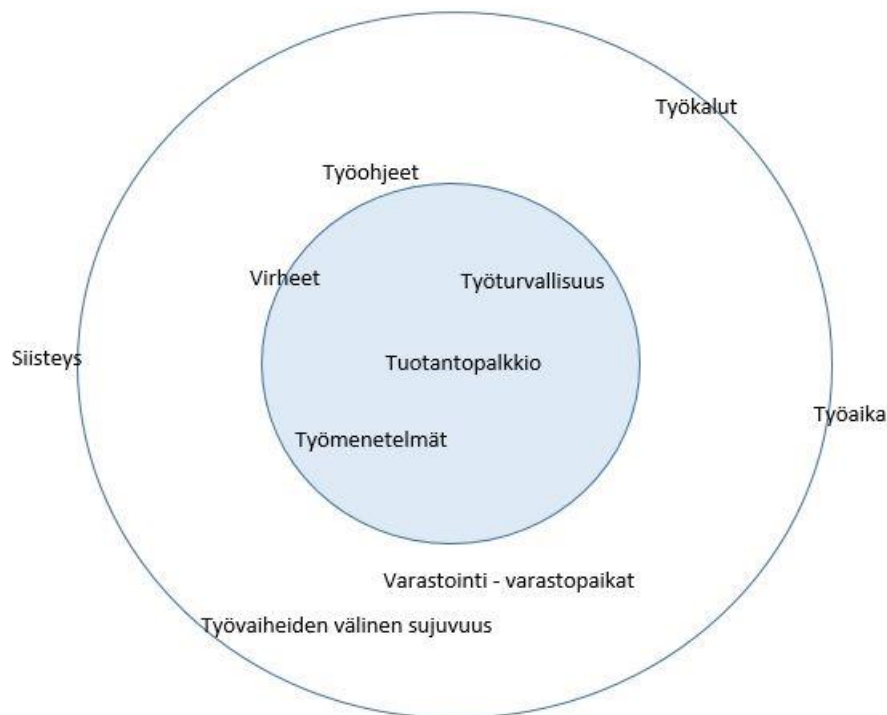 Työkalut
Työohjeet
Virheet
Työturvallisuus
Siisteys
Tuotantopalkkio
Työaika
Työmenetelmät
Varastointi - varastopaikat
Työvaiheiden välinen sujuvuus